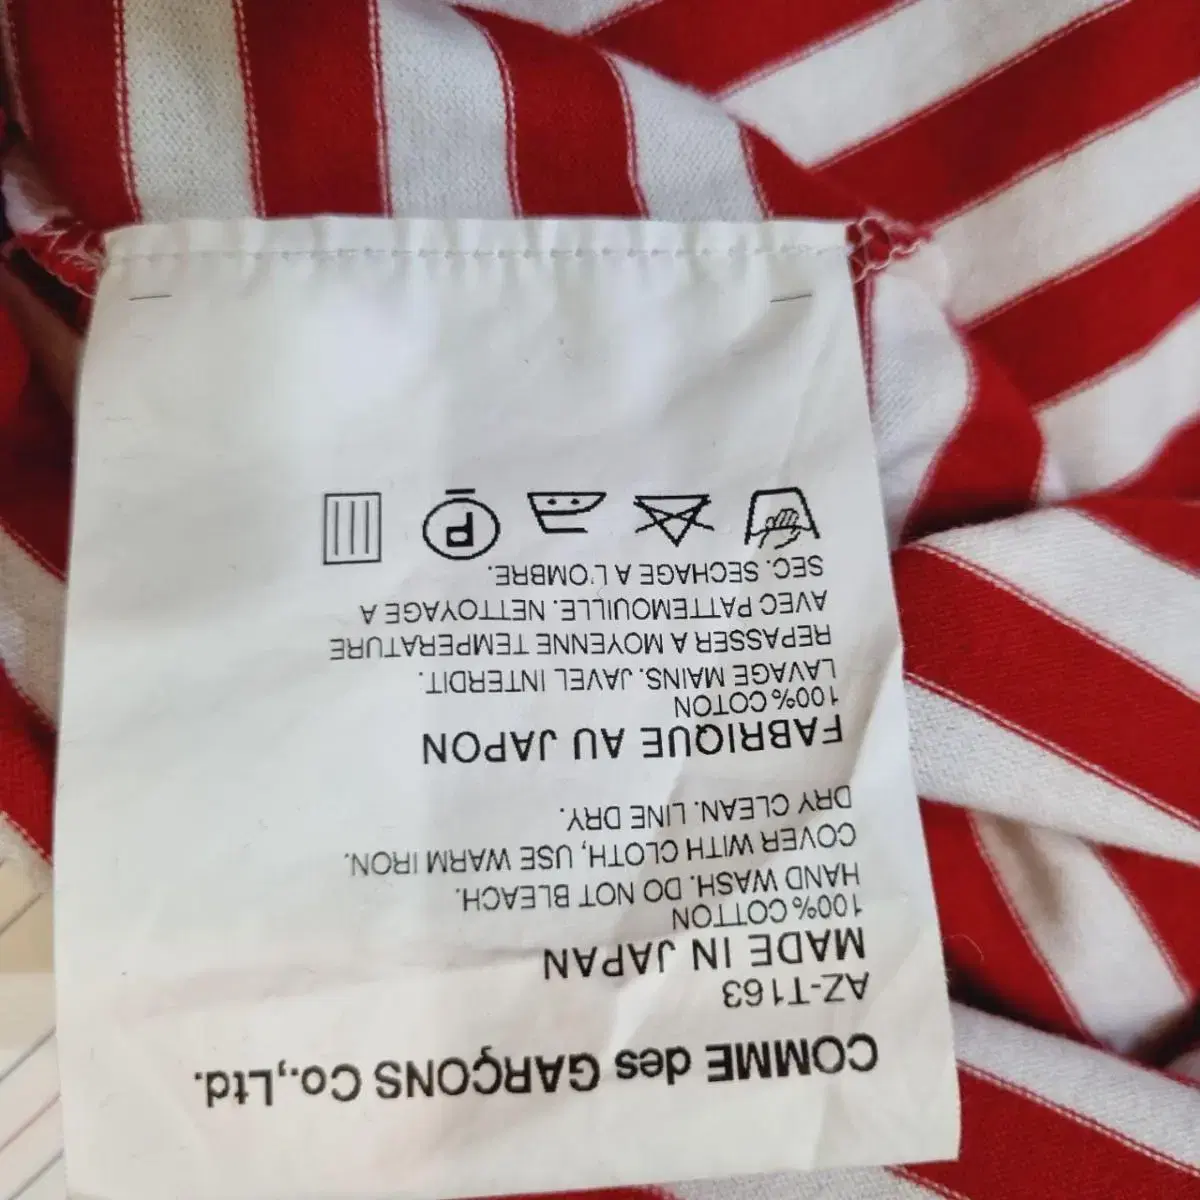 COMME des GARÇONS Co.,Ltd.
AZ-T163
MADE IN JAPAN
100% COTTON
HAND WASH. DO NOT BLEACH.
COVER WITH CLOTH, USE WARM IRON.
DRY CLEAN. LINE DRY.
FABRIQUE AU JAPON
100% COTON
LAVAGE MAINS. JAVEL INTERDIT.
REPASSER A MOYENNE TEMPERATURE
AVEC PATTEMOUILLE. NETTOYAGE A
SEC. SECHAGE A L'OMBRE.
P